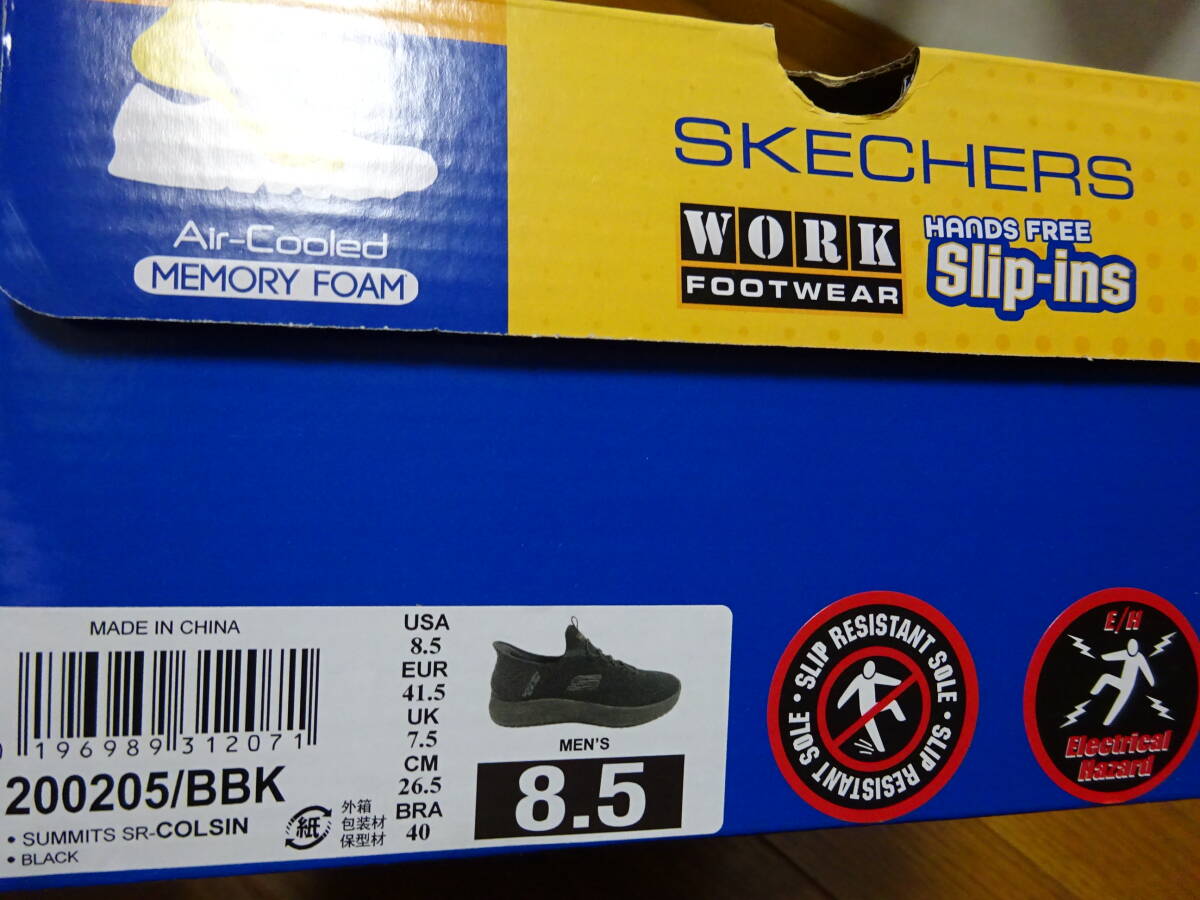 Air-Cooled
MEMORY FOAM
SKECHERS
WORK
FOOTWEAR
HANDS FREE
Slip-ins
MADE IN CHINA
196989 312071
200205/BBK
• SUMMITS SR-COLSIN
• BLACK
紙
外箱
包装材
保型材
USA
8.5
EUR
41.5
UK
7.5
CM
26.5
BRA
40
MEN'S
8.5
SLIP RESISTANT SOLE • SLIP RESISTANT SOLE •
E/H
Electrical
Hazard